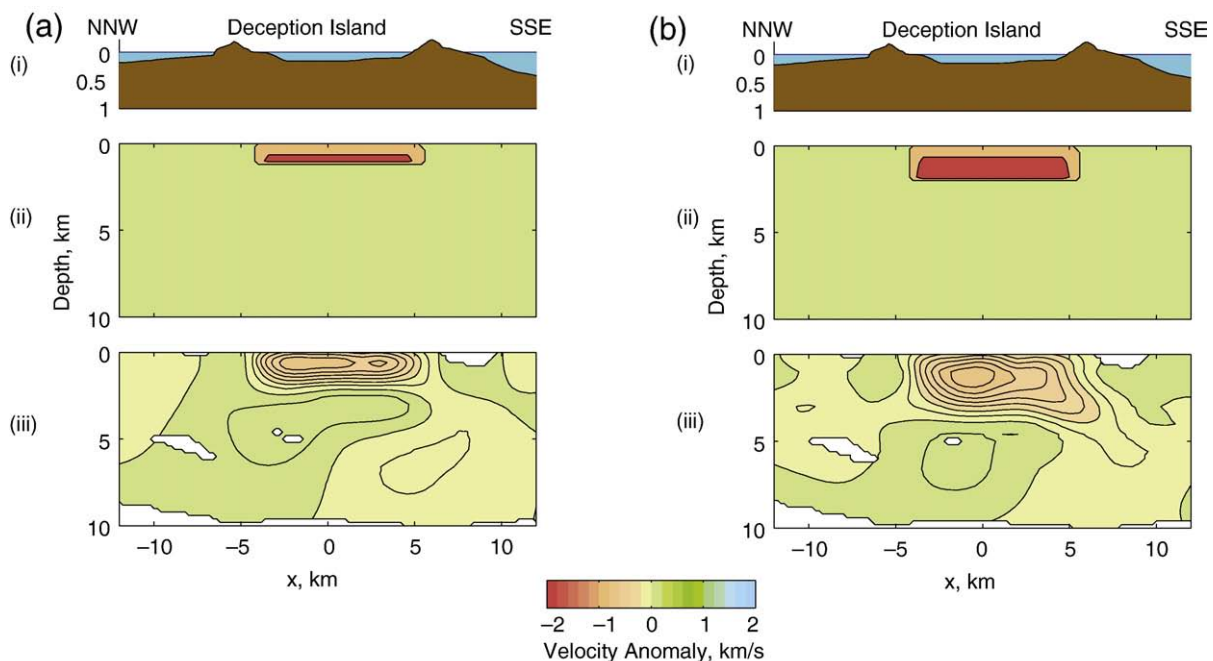 (a)
NNW Deception Island SSE
(i)
0
0.5
1
(ii)
Depth, km
0
5
10
(iii)
0
5
10
−10 −5 0 5 10
x, km
(b)
NNW Deception Island SSE
(i)
0
0.5
1
(ii)
Depth, km
0
5
10
(iii)
0
5
10
−10 −5 0 5 10
x, km
−2 −1 0 1 2
Velocity Anomaly, km/s